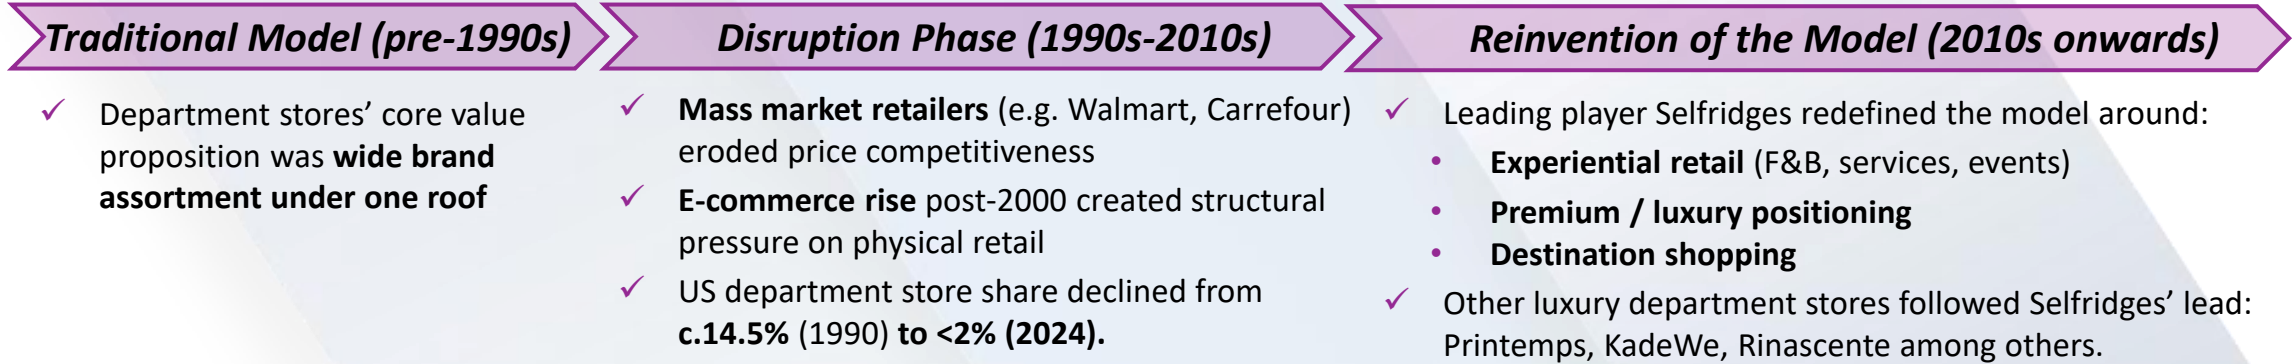 Traditional Model (pre-1990s)
✓ Department stores’ core value
proposition was wide brand
assortment under one roof
Disruption Phase (1990s-2010s)
✓ Mass market retailers (e.g. Walmart, Carrefour)
eroded price competitiveness
✓ E-commerce rise post-2000 created structural
pressure on physical retail
✓ US department store share declined from
c.14.5% (1990) to <2% (2024).
Reinvention of the Model (2010s onwards)
✓ Leading player Selfridges redefined the model around:
• Experiential retail (F&B, services, events)
• Premium / luxury positioning
• Destination shopping
✓ Other luxury department stores followed Selfridges’ lead:
Printemps, KadeWe, Rinascente among others.